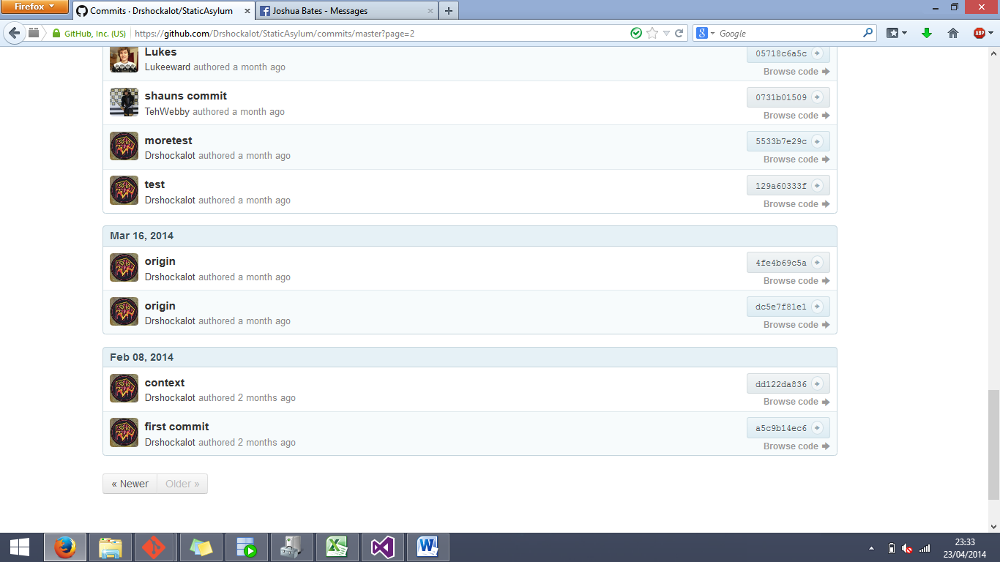 Firefox
Commits · Drshockalot/StaticAsylum
Joshua Bates - Messages
GitHub, Inc. (US)
https://github.com/Drshockalot/StaticAsylum/commits/master?page=2
Google
ABP
Lukes
05718c6a5c
Lukeeward authored a month ago
Browse code
shauns commit
0731b01509
TehWebby authored a month ago
Browse code
moretest
5533b7e29c
Drshockalot authored a month ago
Browse code
test
129a60333f
Drshockalot authored a month ago
Browse code
Mar 16, 2014
origin
4fe4b69c5a
Drshockalot authored a month ago
Browse code
origin
dc5e7f81e1
Drshockalot authored a month ago
Browse code
Feb 08, 2014
context
dd122da836
Drshockalot authored 2 months ago
Browse code
first commit
a5c9b14ec6
Drshockalot authored 2 months ago
Browse code
« Newer
Older »
23:33
23/04/2014